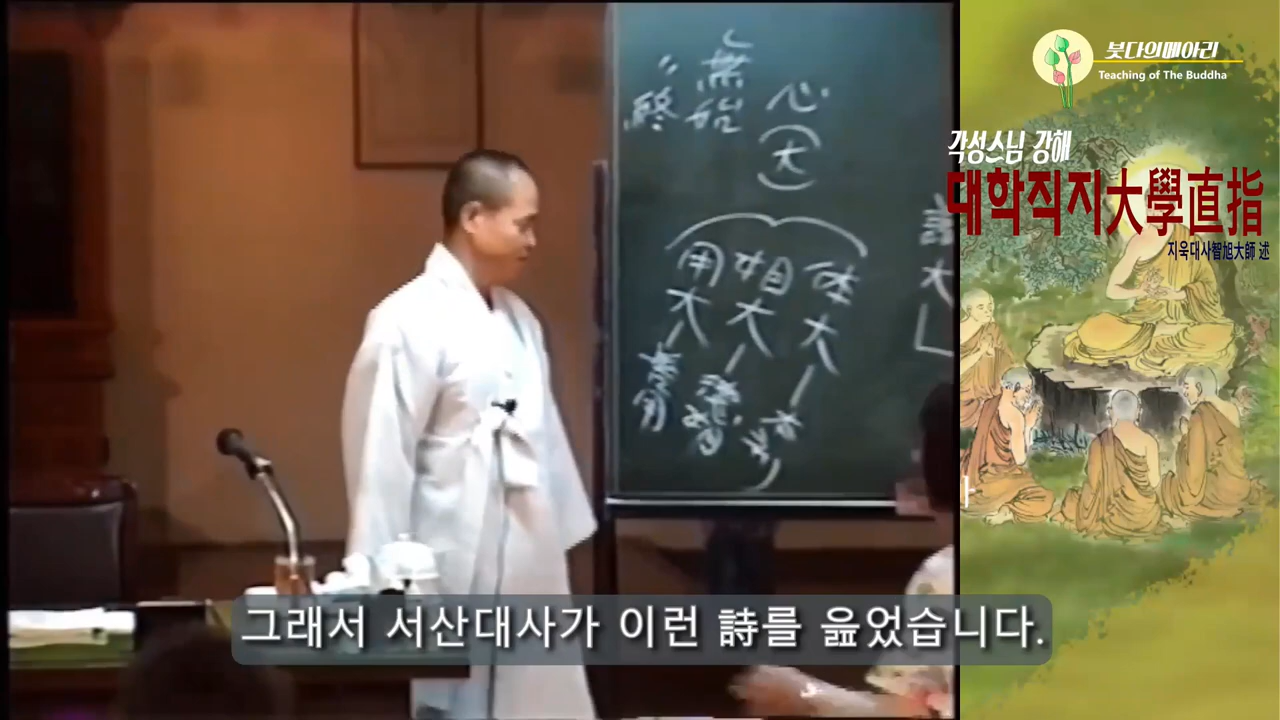 붓다의메아리
Teaching of The Buddha
각성스님 강해
대학직지大學直指
지욱대사智旭大師 述
心
(大)
無始
〃終
体大
相大
用大
大
그래서 서산대사가 이런 詩를 읊었습니다.